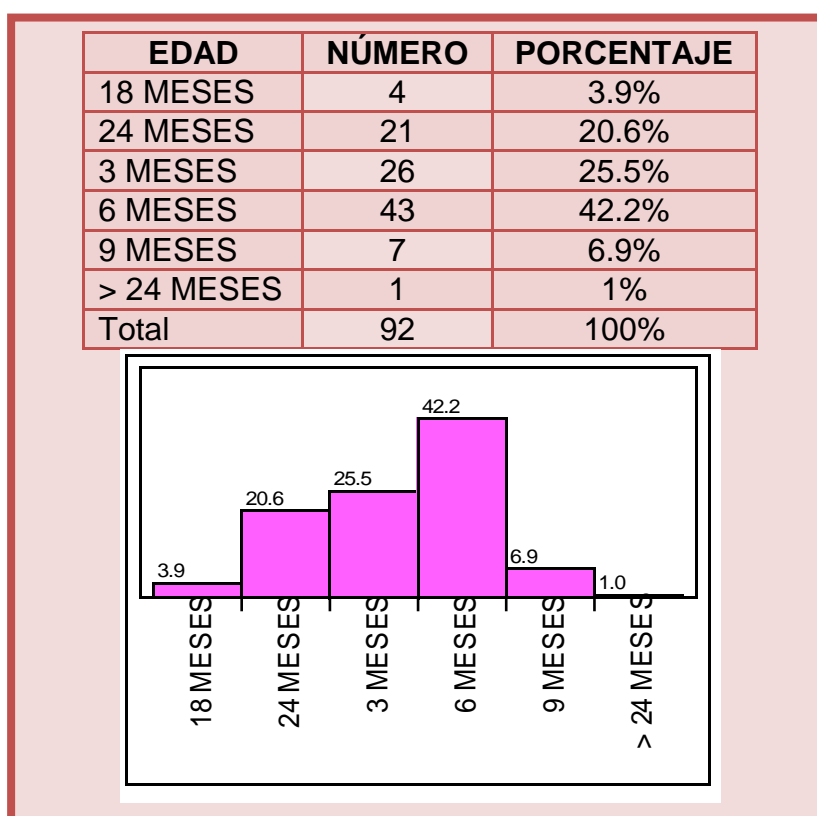 EDAD NÚMERO PORCENTAJE
18 MESES 4 3.9%
24 MESES 21 20.6%
3 MESES 26 25.5%
6 MESES 43 42.2%
9 MESES 7 6.9%
> 24 MESES 1 1%
Total 92 100%
42.2
25.5
20.6
6.9
3.9
1.0
18 MESES
24 MESES
3 MESES
6 MESES
9 MESES
> 24 MESES